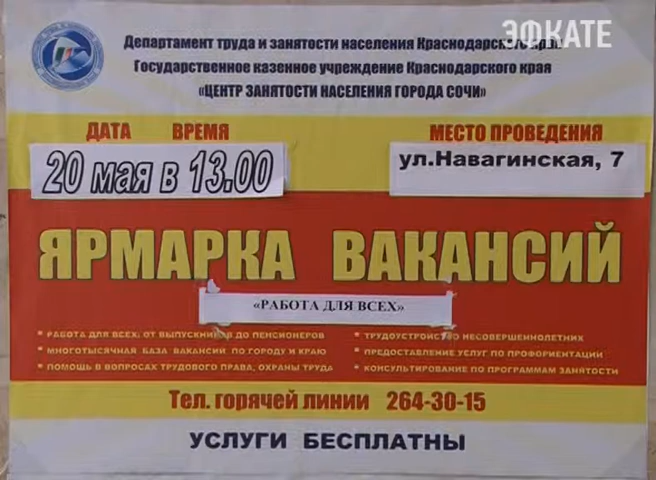 ЭФКАТЕ
Департамент труда и занятости населения Краснодарского края
Государственное казенное учреждение Краснодарского края
«ЦЕНТР ЗАНЯТОСТИ НАСЕЛЕНИЯ ГОРОДА СОЧИ»
ДАТА ВРЕМЯ МЕСТО ПРОВЕДЕНИЯ
20 мая в 13.00 ул.Навагинская, 7
ЯРМАРКА ВАКАНСИЙ
«РАБОТА ДЛЯ ВСЕХ»
РАБОТА ДЛЯ ВСЕХ: ОТ ВЫПУСКНИКОВ ДО ПЕНСИОНЕРОВ
МНОГОТЫСЯЧНАЯ БАЗА ВАКАНСИЙ ПО ГОРОДУ И КРАЮ
ПОМОЩЬ В ВОПРОСАХ ТРУДОВОГО ПРАВА, ОХРАНЫ ТРУДА
ТРУДОУСТРОЙСТВО НЕСОВЕРШЕННОЛЕТНИХ
ПРЕДОСТАВЛЕНИЕ УСЛУГ ПО ПРОФОРИЕНТАЦИИ
КОНСУЛЬТИРОВАНИЕ ПО ПРОГРАММАМ ЗАНЯТОСТИ
Тел. горячей линии 264-30-15
УСЛУГИ БЕСПЛАТНЫ